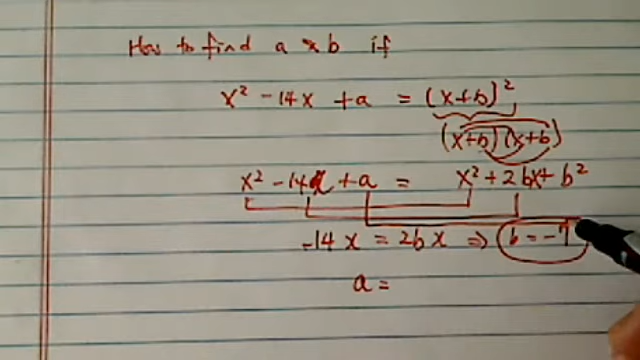 How to find a & b if
x² - 14x + a = (x+b)²
(x+b)(x+b)
x² - 14x + a = x² + 2bx + b²
-14x = 2bx ⇒ b = -7
a =